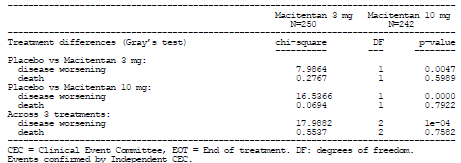 Macitentan 3 mg Macitentan 10 mg
N=250 N=242
Treatment differences (Gray's test) chi-square DF p-value
Placebo vs Macitentan 3 mg:
disease worsening 7.9864 1 0.0047
death 0.2767 1 0.5989
Placebo vs Macitentan 10 mg:
disease worsening 16.5366 1 0.0000
death 0.0694 1 0.7922
Across 3 treatments:
disease worsening 17.9882 2 1e-04
death 0.5537 2 0.7582
CEC = Clinical Event Committee, EOT = End of treatment. DF: degrees of freedom.
Events confirmed by Independent CEC.